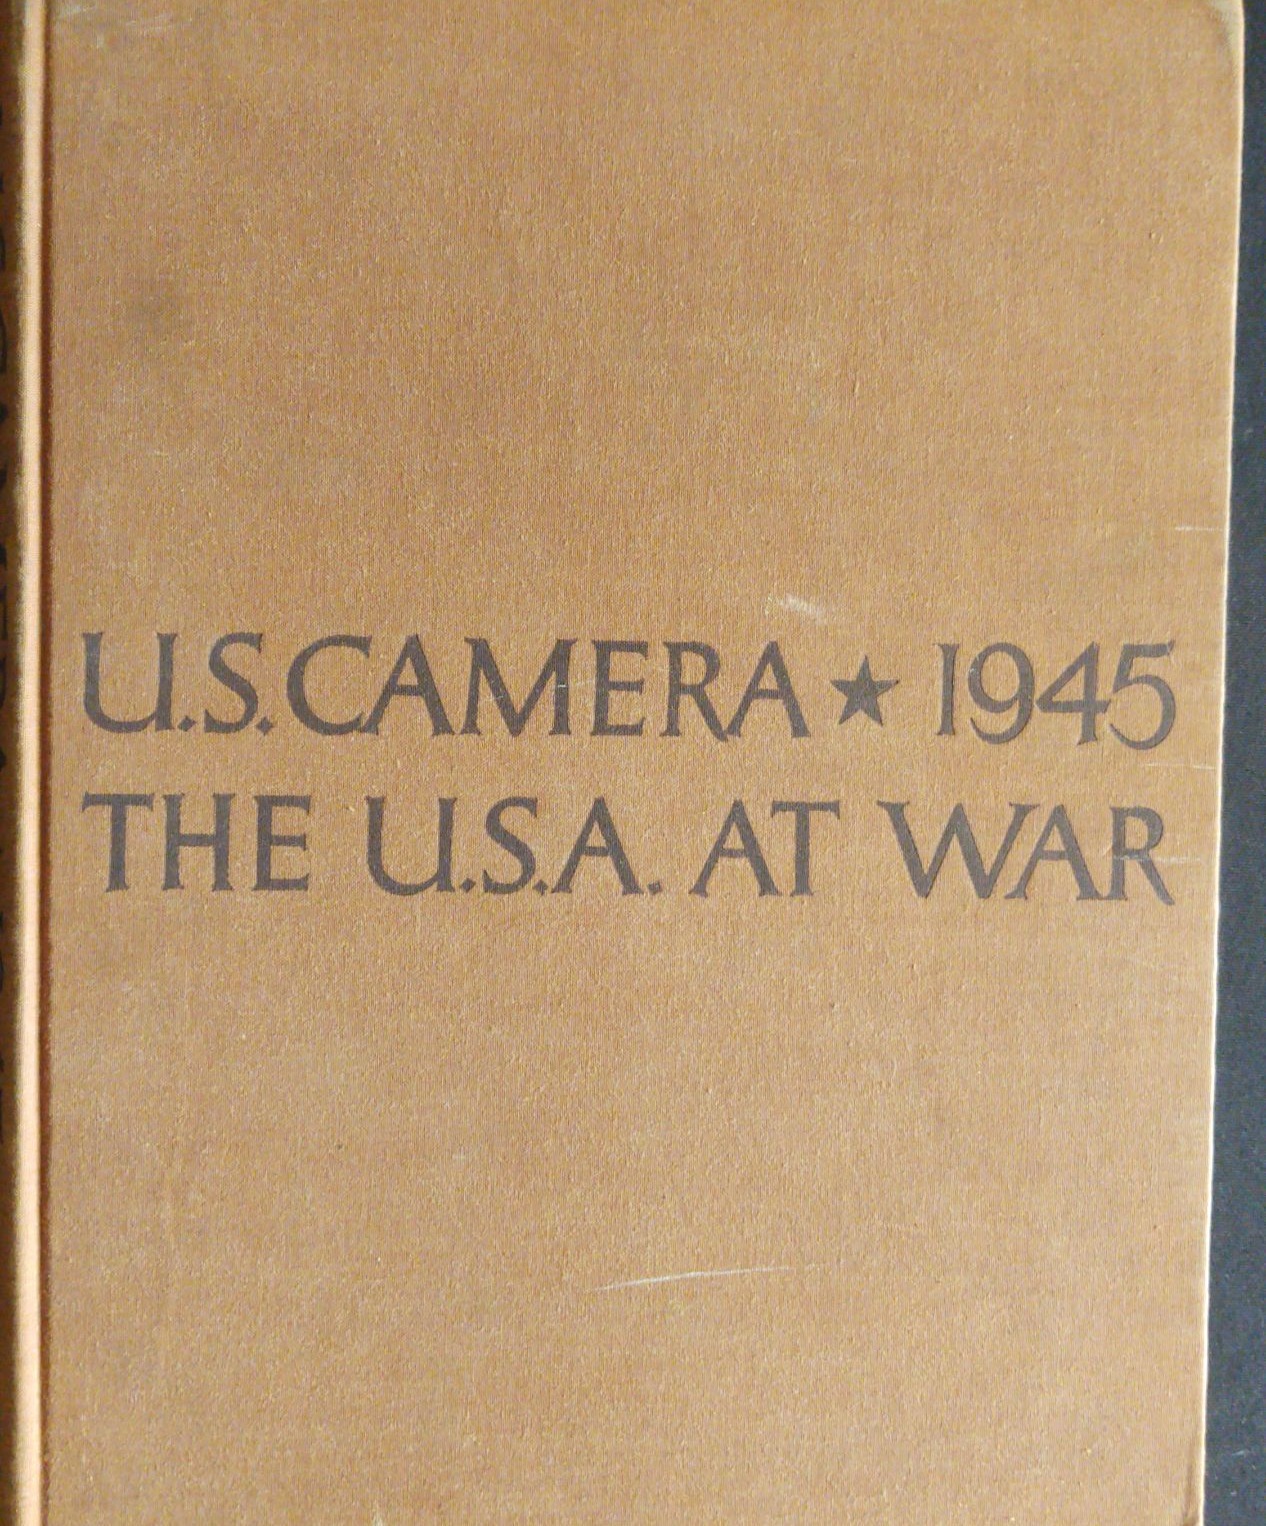 U.S. CAMERA ★ 1945
THE U.S.A. AT WAR